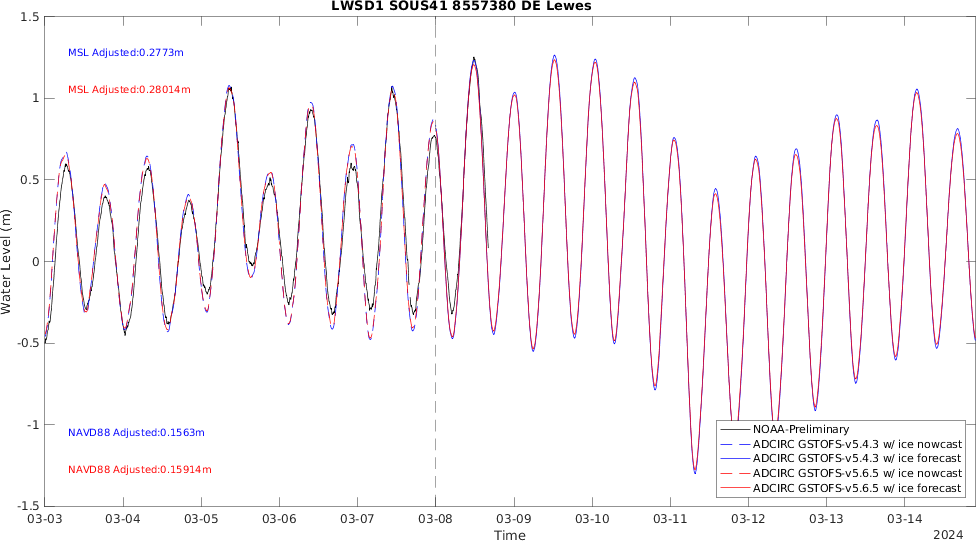 LWSD1 SOUS41 8557380 DE Lewes
1.5
MSL Adjusted:0.2773m
MSL Adjusted:0.28014m
1
0.5
0
Water Level (m)
-0.5
-1
NAVD88 Adjusted:0.1563m
NAVD88 Adjusted:0.15914m
-1.5
NOAA-Preliminary
ADCIRC GSTOFS-v5.4.3 w/ ice nowcast
ADCIRC GSTOFS-v5.4.3 w/ ice forecast
ADCIRC GSTOFS-v5.6.5 w/ ice nowcast
ADCIRC GSTOFS-v5.6.5 w/ ice forecast
03-03 03-04 03-05 03-06 03-07 03-08 03-09 03-10 03-11 03-12 03-13 03-14
Time
2024